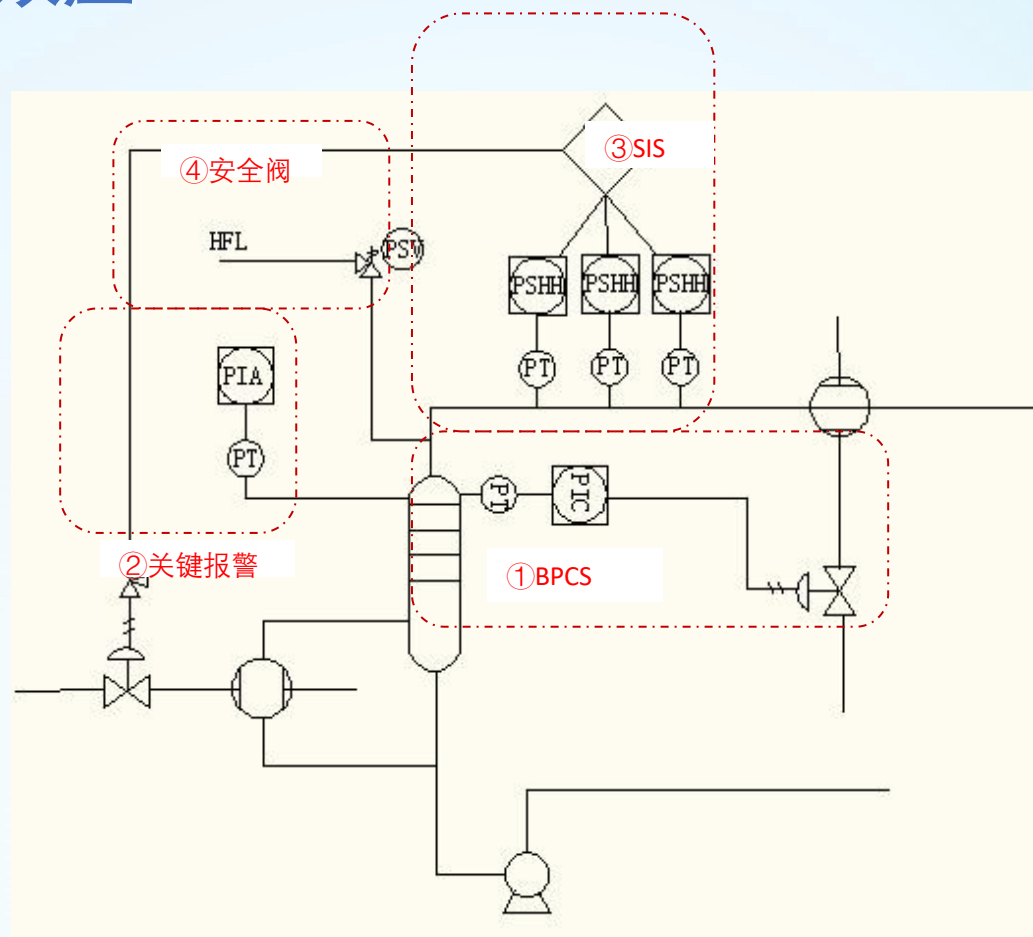 ③SIS
④安全阀
HFL
PSV
PSHH
PSHH
PSHH
PIA
PT
PT
PT
PT
PT
PIC
②关键报警
①BPCS